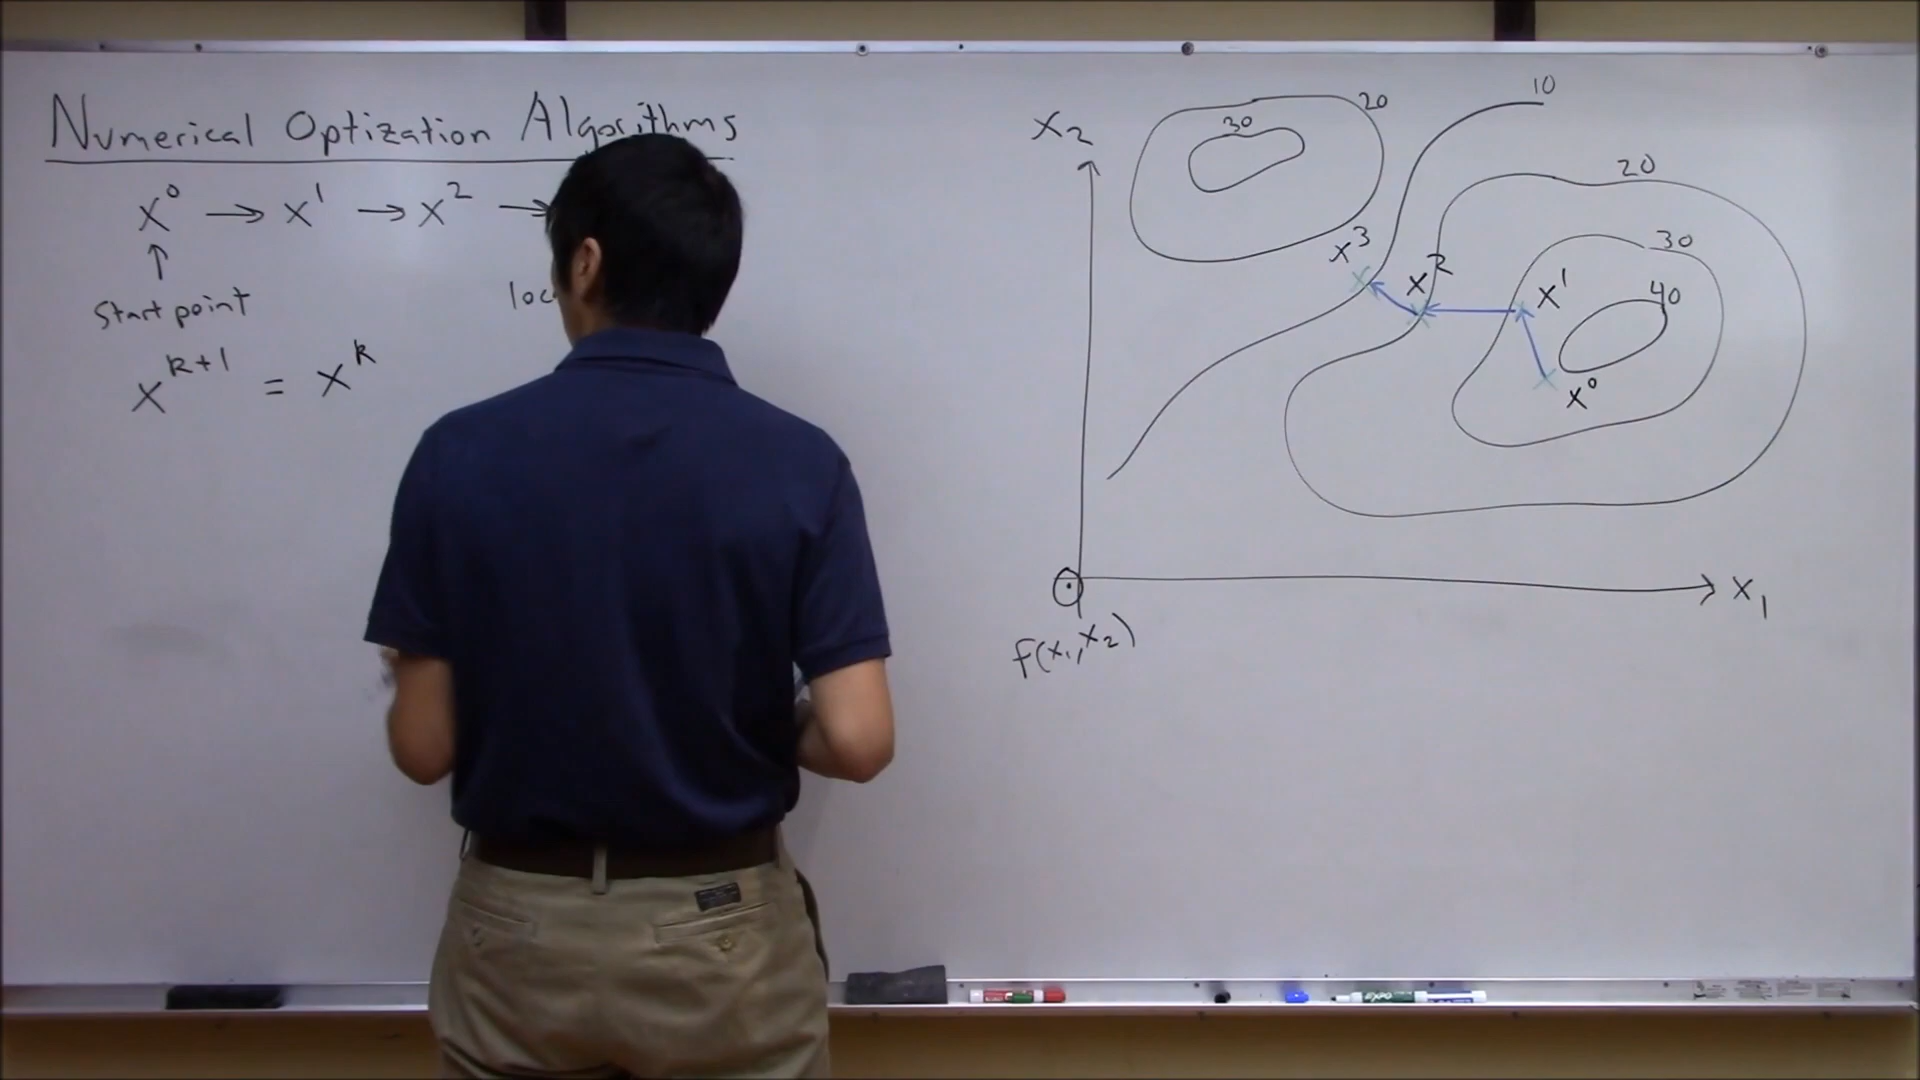 Numerical Optization Algorithms
x⁰ → x¹ → x² →
↑
Start point
x^{k+1} = x^k
x₂
30
20
10
20
30
40
x³
x²
x¹
x⁰
x₁
f(x₁,x₂)
EXPO